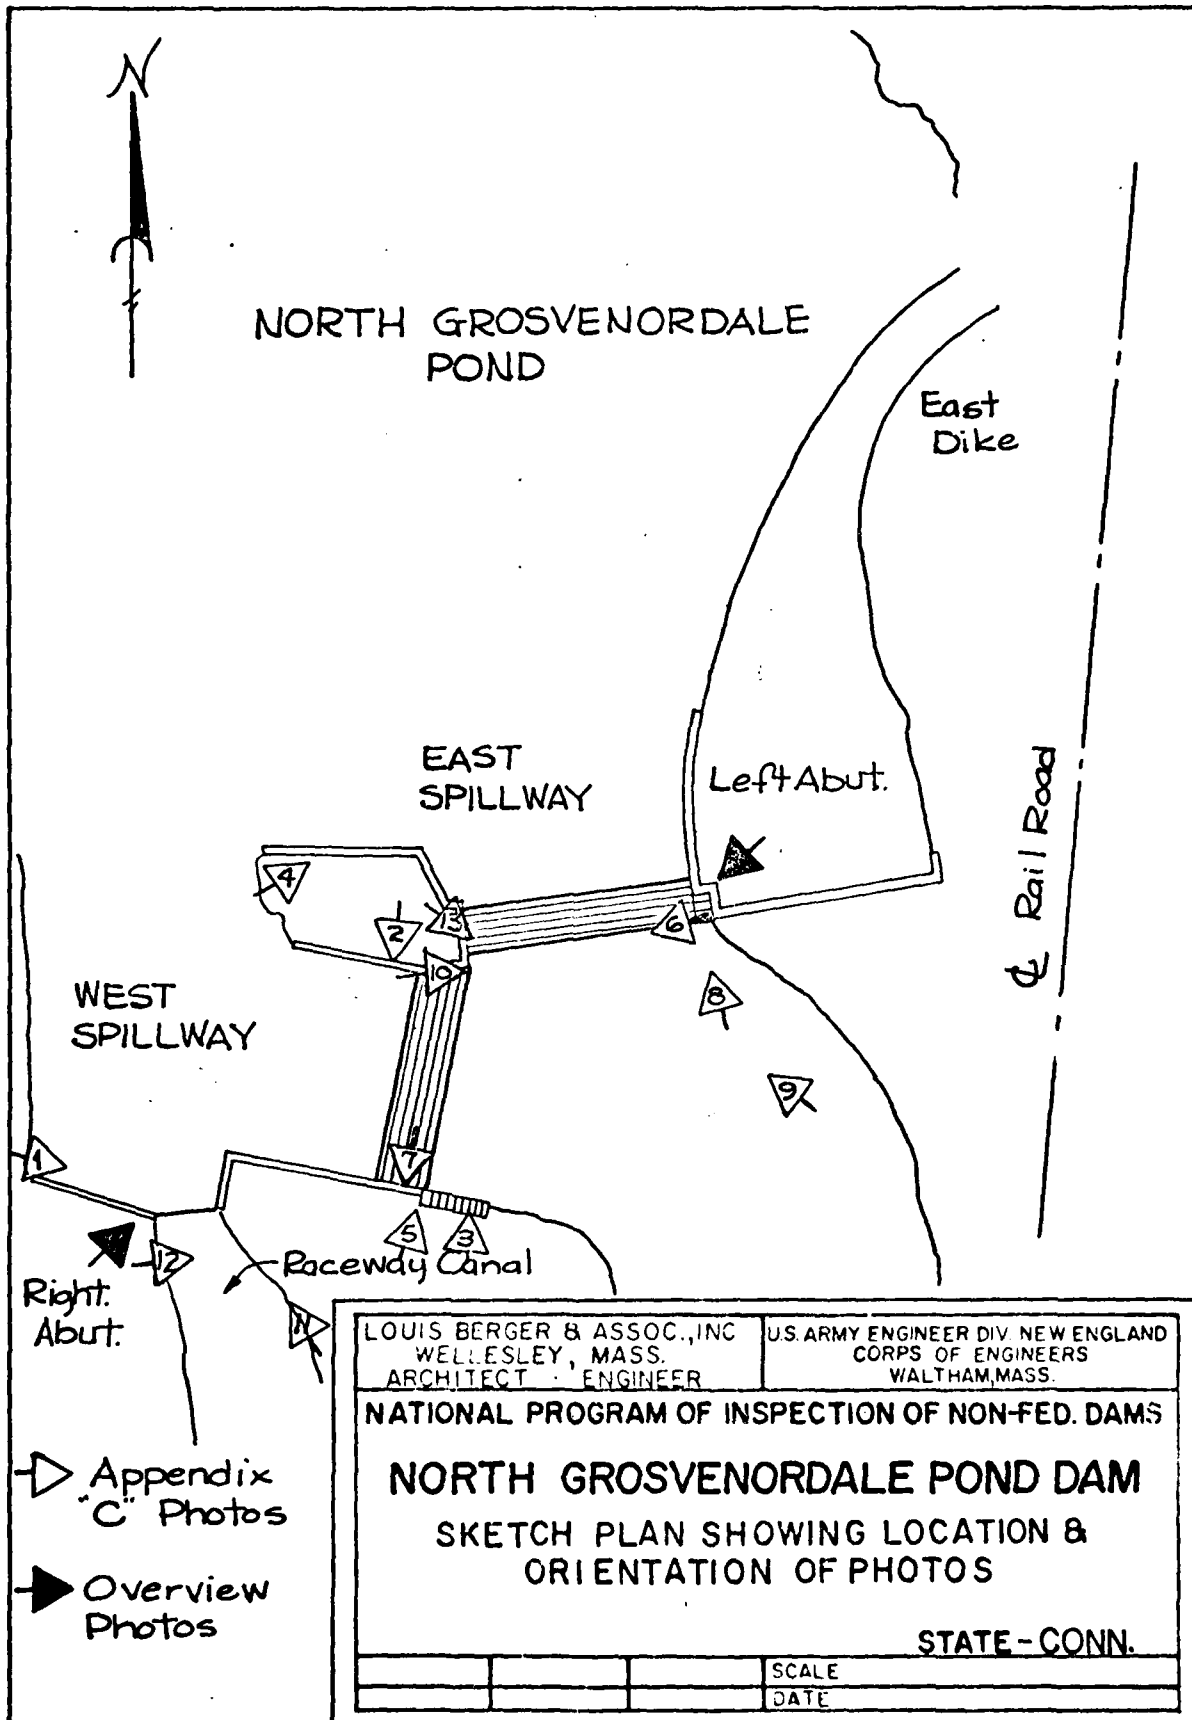 N
NORTH GROSVENORDALE
POND
East
Dike
EAST
SPILLWAY
Left Abut.
℄ Rail Road
4
13
2
6
10
WEST
SPILLWAY
8
9
1
7
5
3
12
Raceway Canal
Right.
Abut.
11
LOUIS BERGER & ASSOC., INC
WELLESLEY, MASS.
ARCHITECT · ENGINEER
U.S. ARMY ENGINEER DIV. NEW ENGLAND
CORPS OF ENGINEERS
WALTHAM, MASS.
NATIONAL PROGRAM OF INSPECTION OF NON-FED. DAMS
NORTH GROSVENORDALE POND DAM
SKETCH PLAN SHOWING LOCATION &
ORIENTATION OF PHOTOS
STATE - CONN.
SCALE
DATE
Appendix
"C" Photos
Overview
Photos